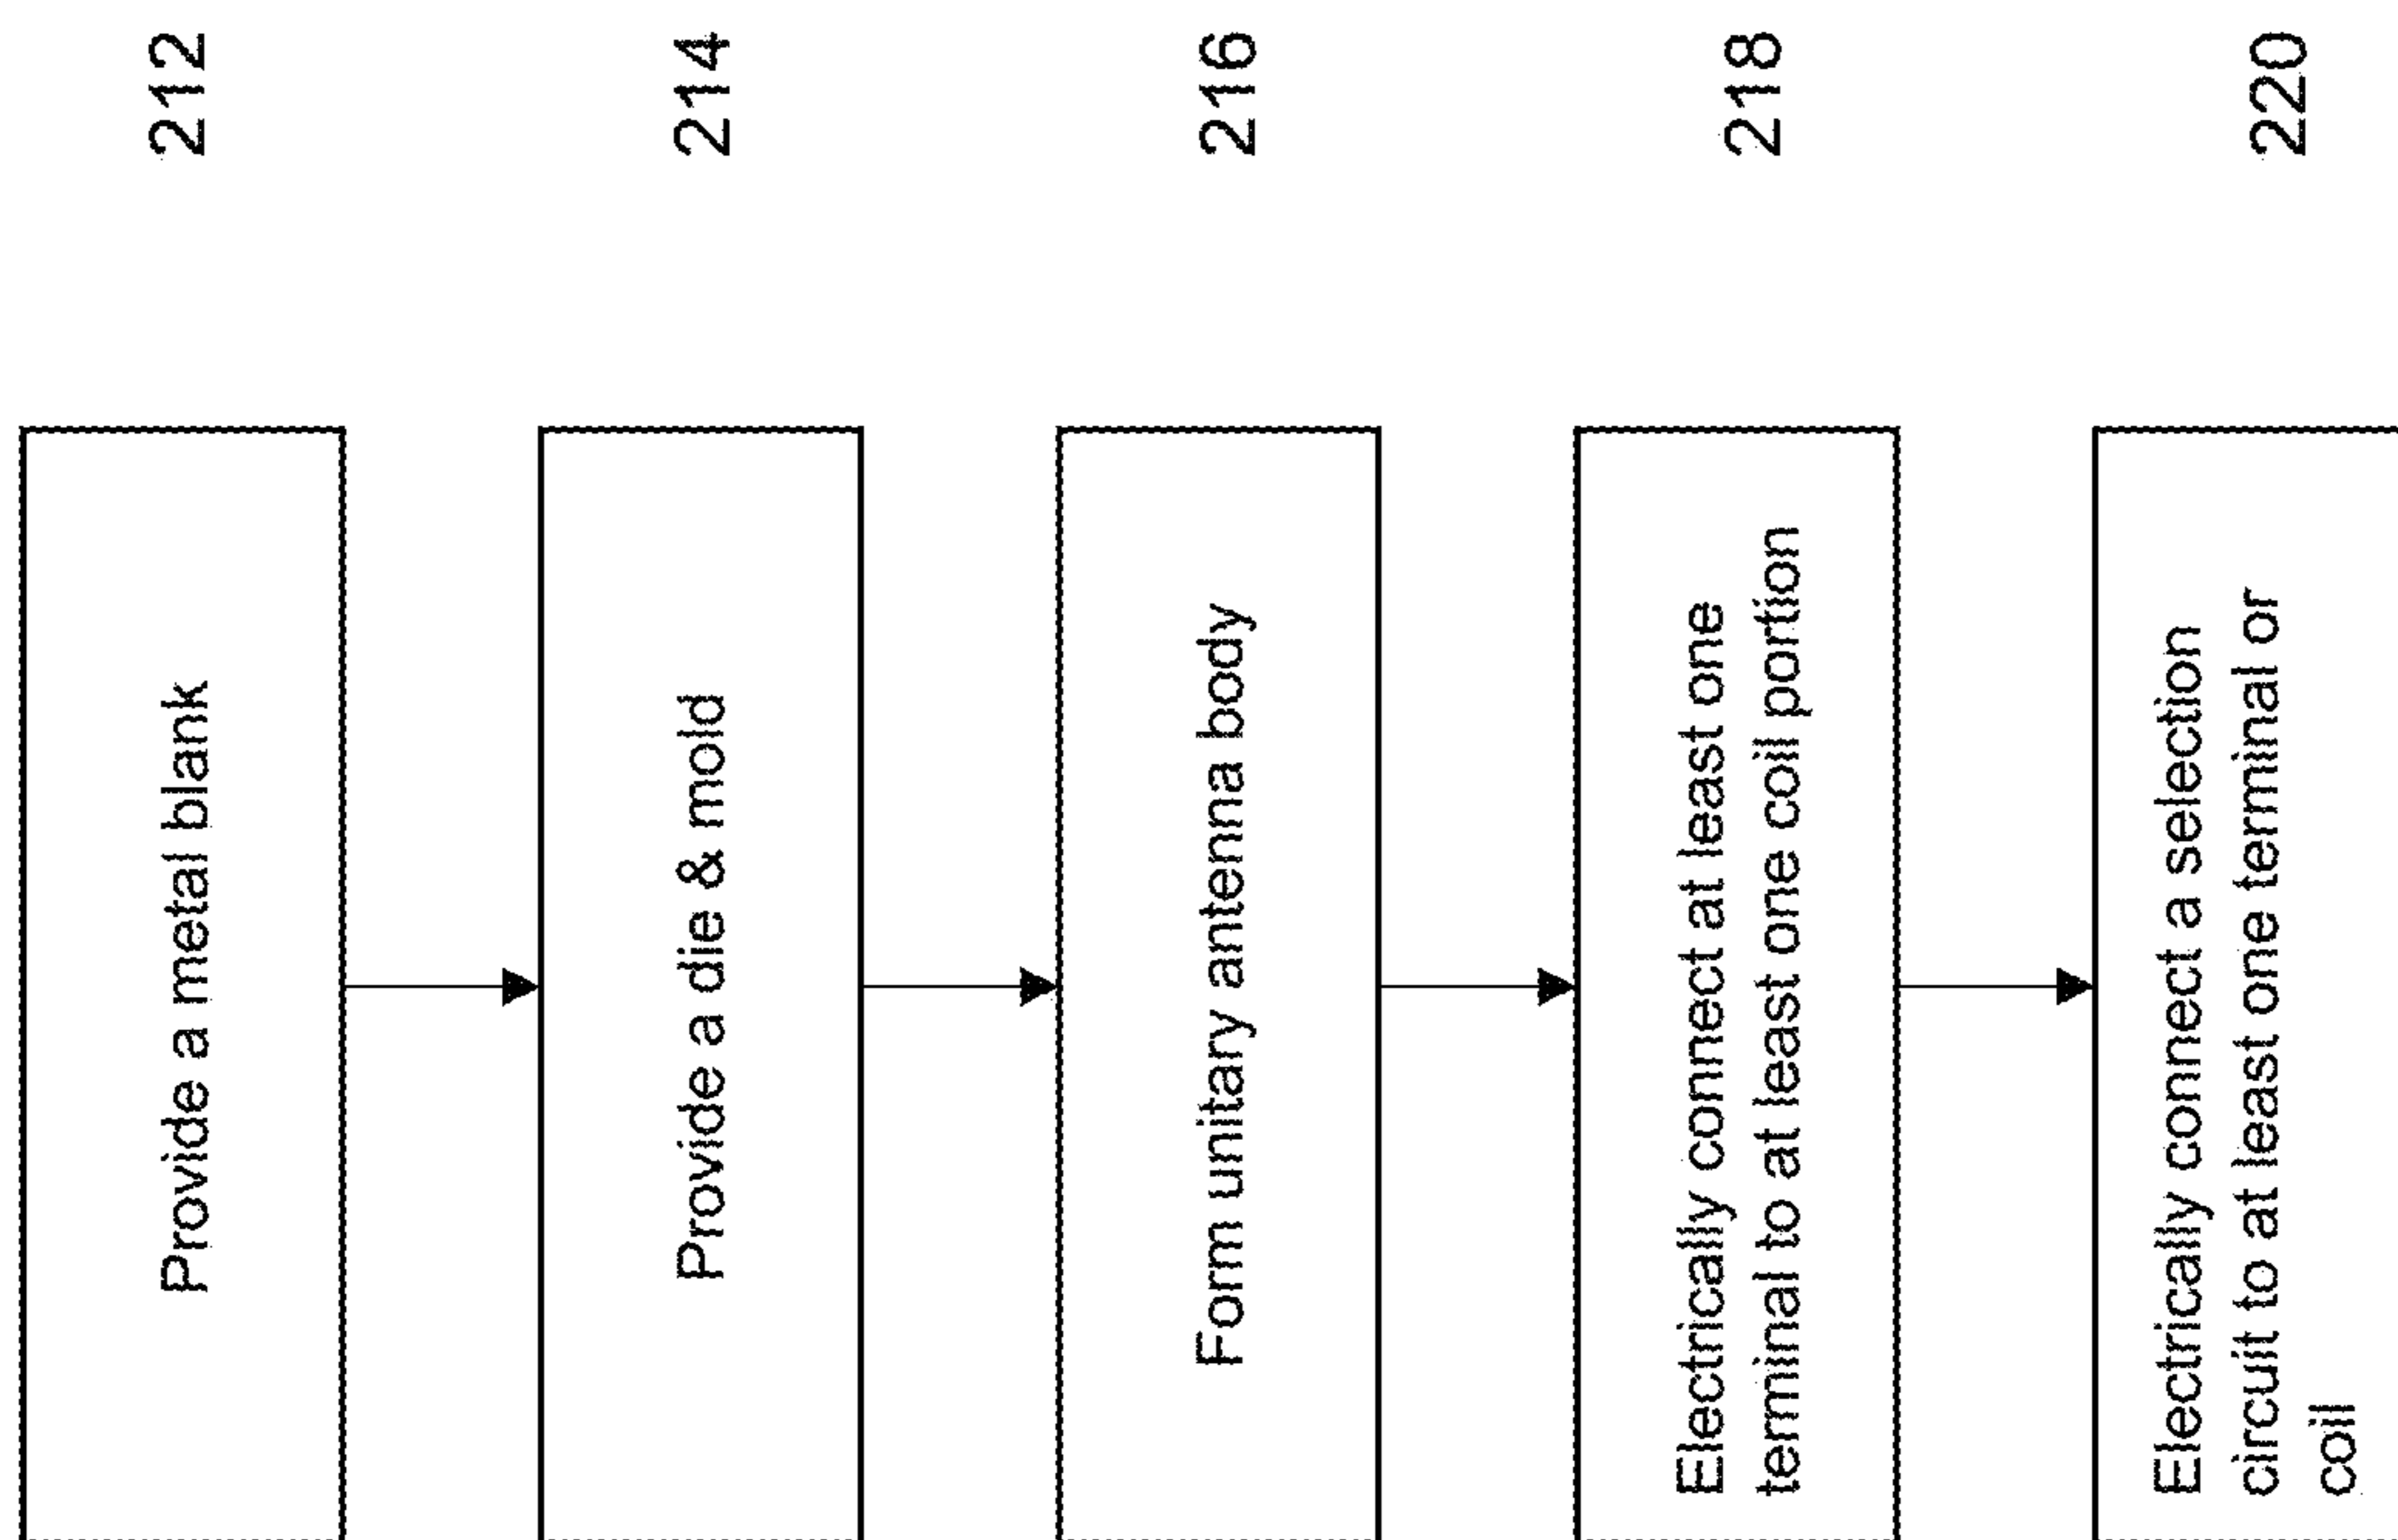 Provide a metal blank
212
Provide a die & mold
214
Form unitary antenna body
216
Electrically connect at least one
terminal to at least one coil portion
218
Electrically connect a selection
circuit to at least one terminal or
coil
220